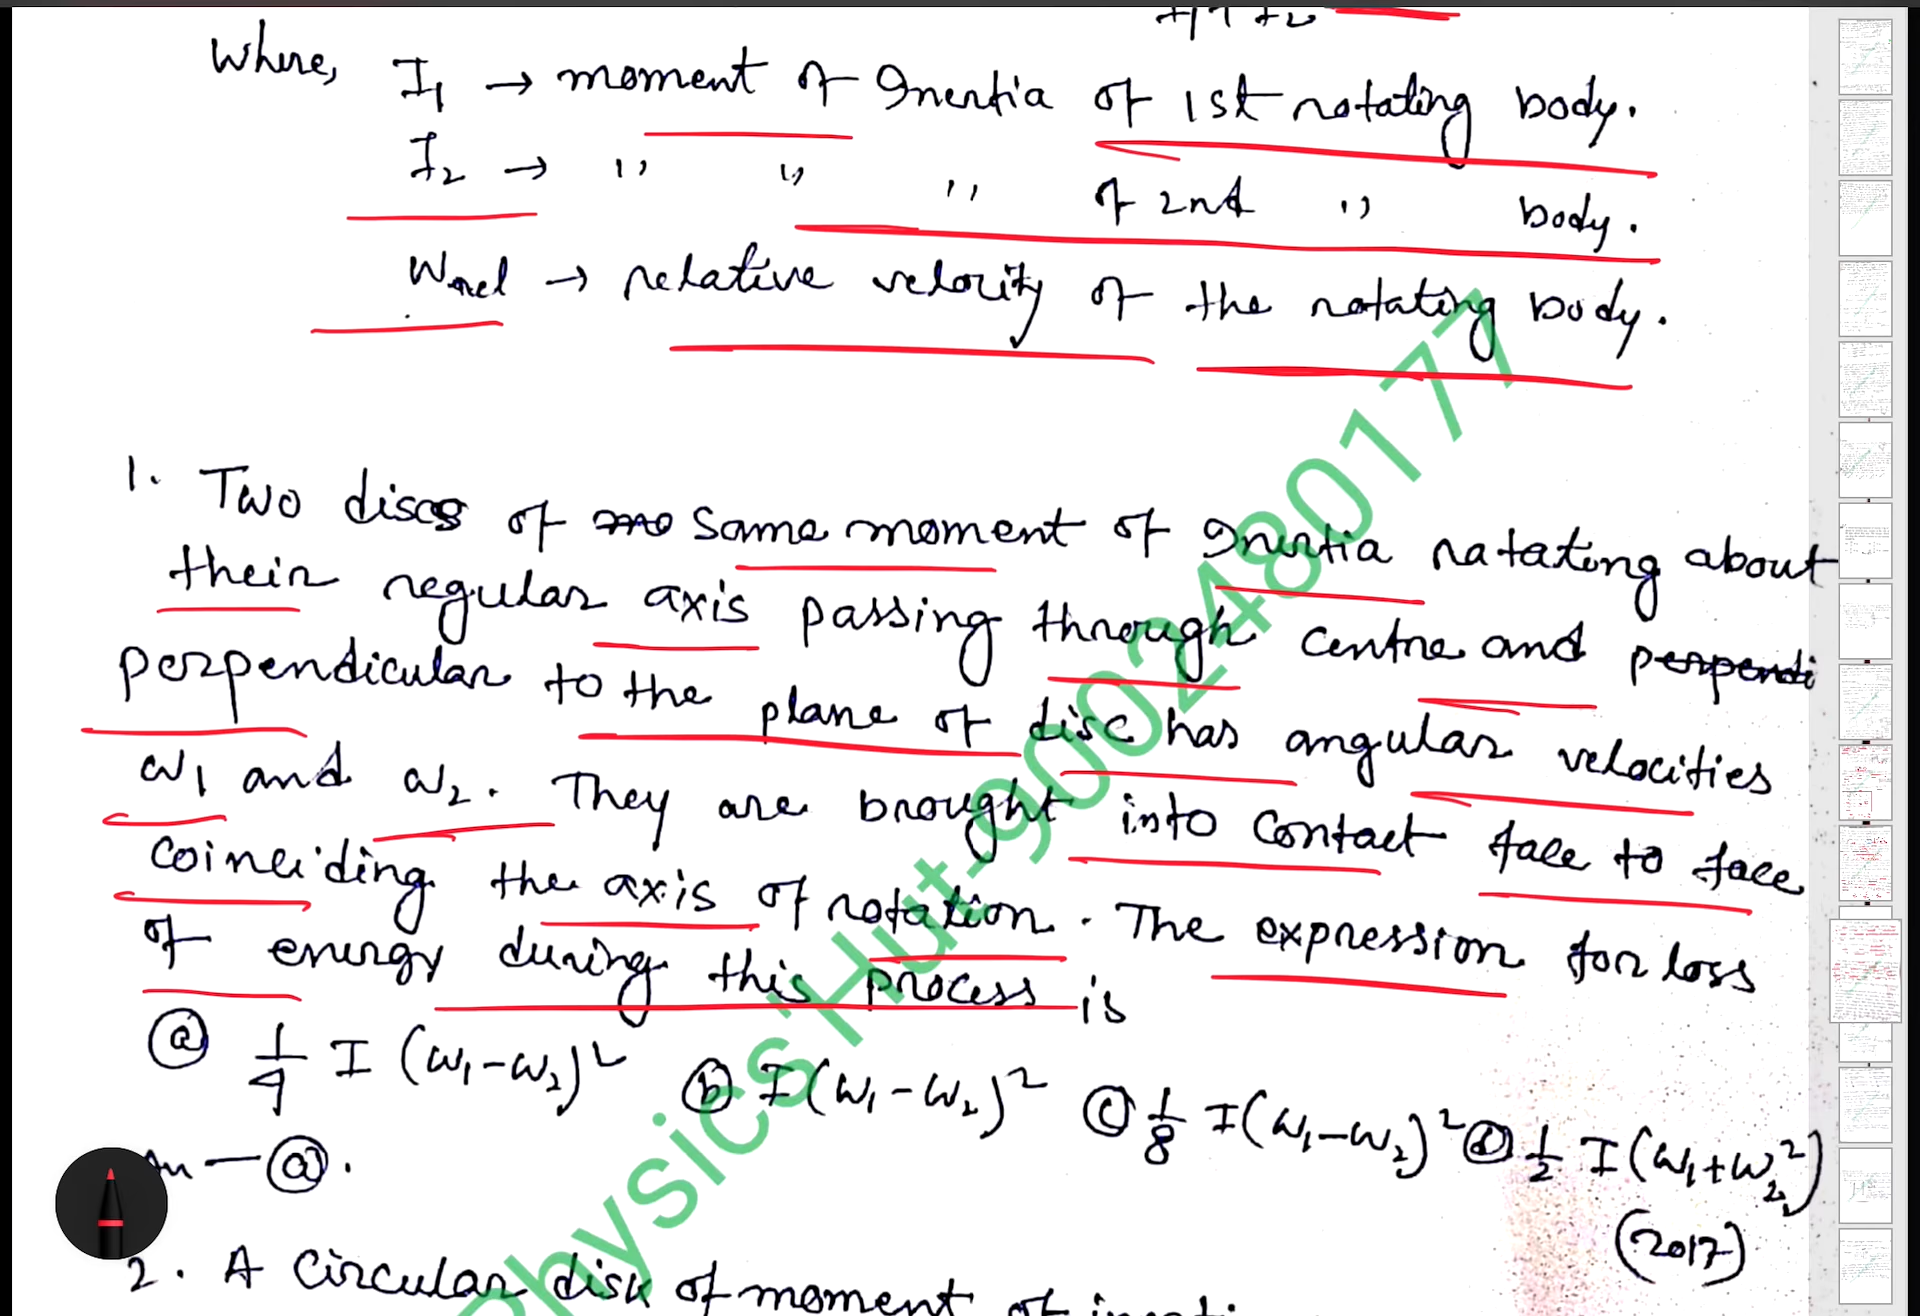 Where, I₁ → moment of Inertia of 1st rotating body.
I₂ → " " " of 2nd " body.
Wrel → relative velocity of the rotating body.
1. Two discs of same moment of Inertia ratating about
their regular axis passing through centre and perpendi
perpendicular to the plane of disc has angular velocities
ω₁ and ω₂. They are brought into contact face to face
coinciding the axis of rotation. The expression for loss
of energy during this process is
ⓐ 1/4 I (ω₁-ω₂)² ⓑ I(ω₁-ω₂)² ⓒ 1/8 I(ω₁-ω₂)² ⓓ 1/2 I(ω₁+ω₂²)
(2017)
An — ⓐ.
2. A circular disk of moment of
Physics Hut-9002480177